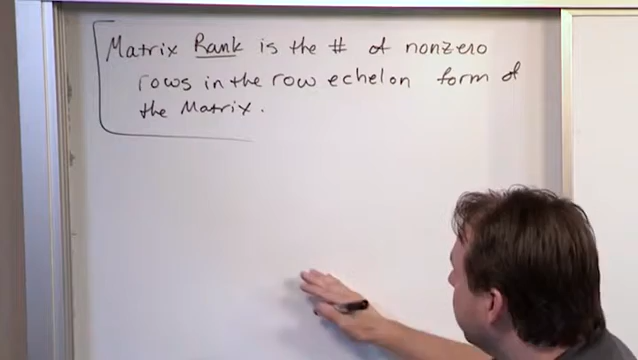 Matrix Rank is the # of nonzero
rows in the row echelon form of
the Matrix.